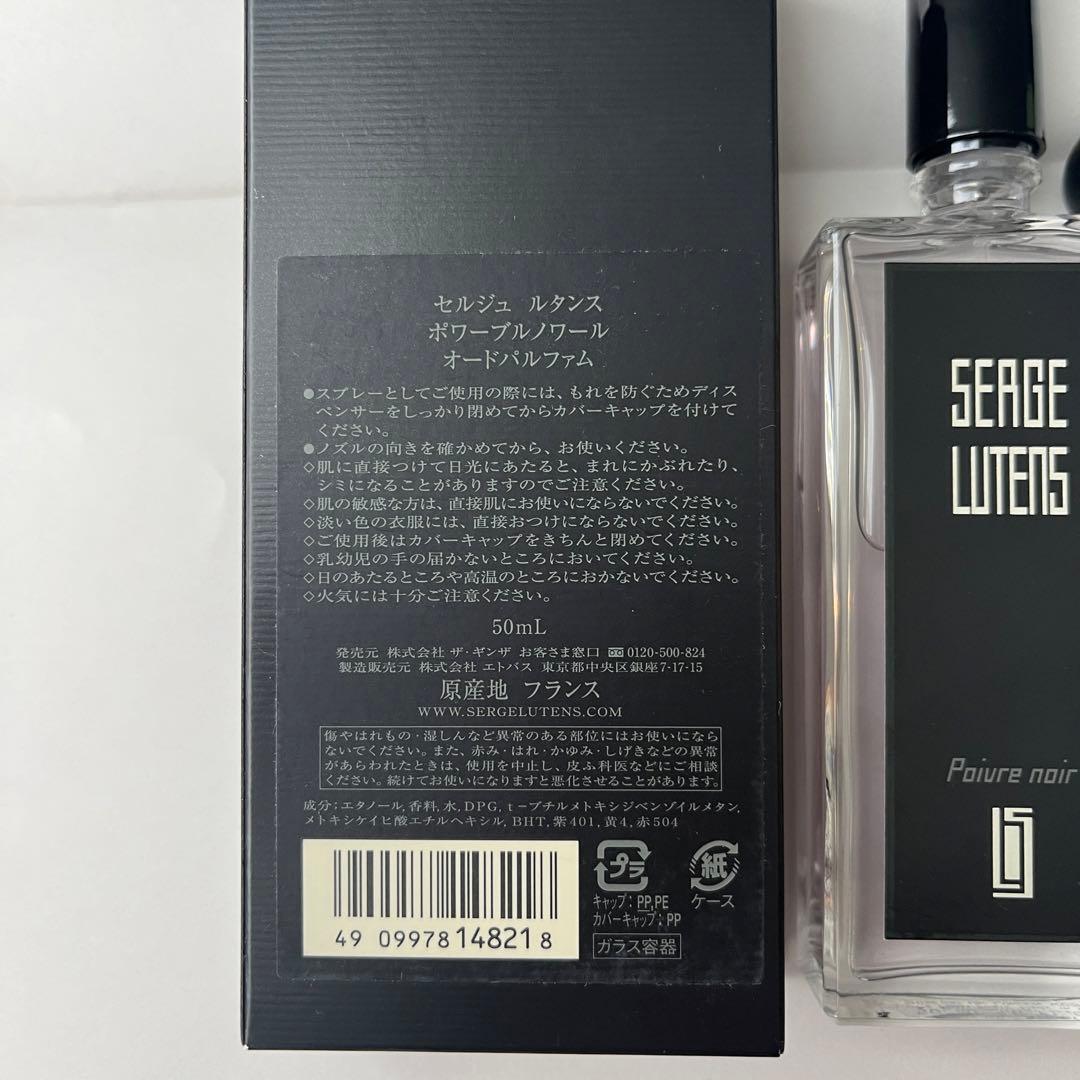 セルジュ ルタンス
ポワーブルノワール
オードパルファム
●スプレーとしてご使用の際には、もれを防ぐためディス
ペンサーをしっかり閉めてからカバーキャップを付けて
ください。
●ノズルの向きを確かめてから、お使いください。
◇肌に直接つけて日光にあたると、まれにかぶれたり、
シミになることがありますのでご注意ください。
◇肌の敏感な方は、直接肌にお使いにならないでください。
◇淡い色の衣服には、直接おつけにならないでください。
◇ご使用後はカバーキャップをきちんと閉めてください。
◇乳幼児の手の届かないところにおいてください。
◇日のあたるところや高温のところにおかないでください。
◇火気には十分ご注意ください。
50mL
発売元 株式会社 ザ・ギンザ お客さま窓口 0120-500-824
製造販売元 株式会社 エトバス 東京都中央区銀座7-17-15
原産地 フランス
WWW.SERGELUTENS.COM
傷やはれもの・湿しんなど異常のある部位にはお使いになら
ないでください。また、赤み・はれ・かゆみ・しげきなどの異常
があらわれたときは、使用を中止し、皮ふ科医などにご相談
ください。続けてお使いになりますと悪化させることがあります。
成分;エタノール,香料,水,DPG,t-ブチルメトキシジベンゾイルメタン,
メトキシケイヒ酸エチルヘキシル,BHT,紫401,黄4,赤504
49 09978 14821 8
プラ
キャップ:PP,PE
カバーキャップ:PP
ガラス容器
紙
ケース
SERGE
LUTENS
Poivre noir